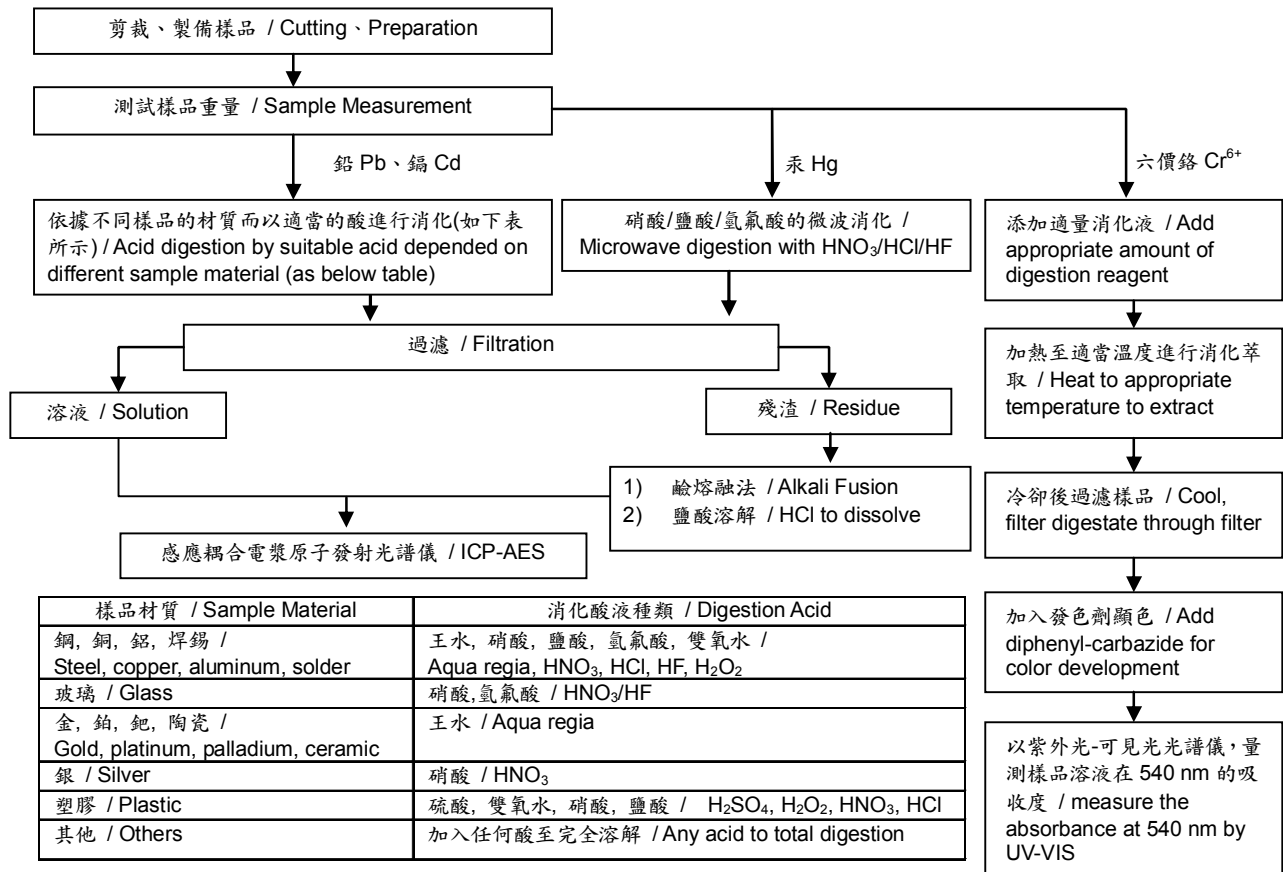 剪裁、製備樣品 / Cutting、Preparation
測試樣品重量 / Sample Measurement
鉛 Pb、鎘 Cd
汞 Hg
六價鉻 Cr⁶⁺
依據不同樣品的材質而以適當的酸進行消化(如下表
所示) / Acid digestion by suitable acid depended on
different sample material (as below table)
硝酸/鹽酸/氫氟酸的微波消化 /
Microwave digestion with HNO₃/HCl/HF
添加適量消化液 / Add
appropriate amount of
digestion reagent
過濾 / Filtration
加熱至適當溫度進行消化萃
取 / Heat to appropriate
temperature to extract
溶液 / Solution
殘渣 / Residue
1) 鹼熔融法 / Alkali Fusion
2) 鹽酸溶解 / HCl to dissolve
冷卻後過濾樣品 / Cool,
filter digestate through filter
感應耦合電漿原子發射光譜儀 / ICP-AES
樣品材質 / Sample Material
消化酸液種類 / Digestion Acid
鋼, 銅, 鋁, 焊錫 /
Steel, copper, aluminum, solder
王水, 硝酸, 鹽酸, 氫氟酸, 雙氧水 /
Aqua regia, HNO₃, HCl, HF, H₂O₂
玻璃 / Glass
硝酸,氫氟酸 / HNO₃/HF
金, 鉑, 鈀, 陶瓷 /
Gold, platinum, palladium, ceramic
王水 / Aqua regia
銀 / Silver
硝酸 / HNO₃
塑膠 / Plastic
硫酸, 雙氧水, 硝酸, 鹽酸 / H₂SO₄, H₂O₂, HNO₃, HCl
其他 / Others
加入任何酸至完全溶解 / Any acid to total digestion
加入發色劑顯色 / Add
diphenyl-carbazide for
color development
以紫外光-可見光光譜儀，量
測樣品溶液在 540 nm 的吸
收度 / measure the
absorbance at 540 nm by
UV-VIS